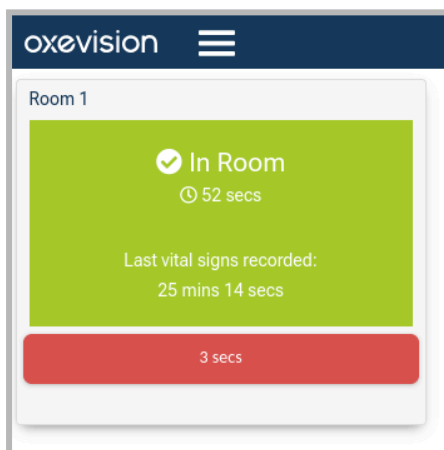 oxevision
Room 1
In Room
52 secs
Last vital signs recorded:
25 mins 14 secs
3 secs